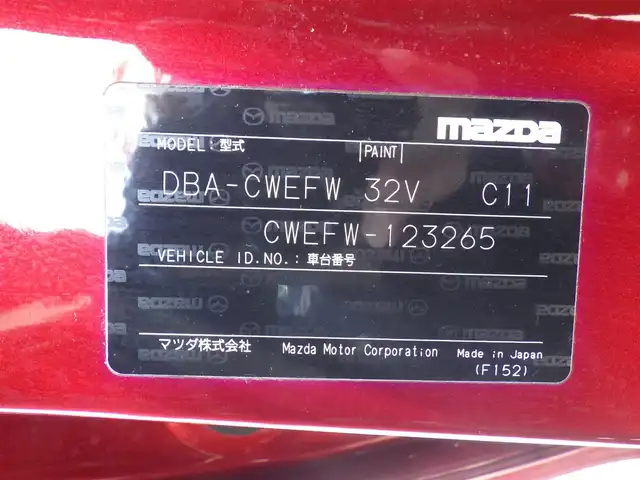 mazda
MODEL:型式 PAINT
DBA-CWEFW 32V C11
CWEFW-123265
VEHICLE ID.NO.:車台番号
マツダ株式会社 Mazda Motor Corporation Made in Japan
(F152)